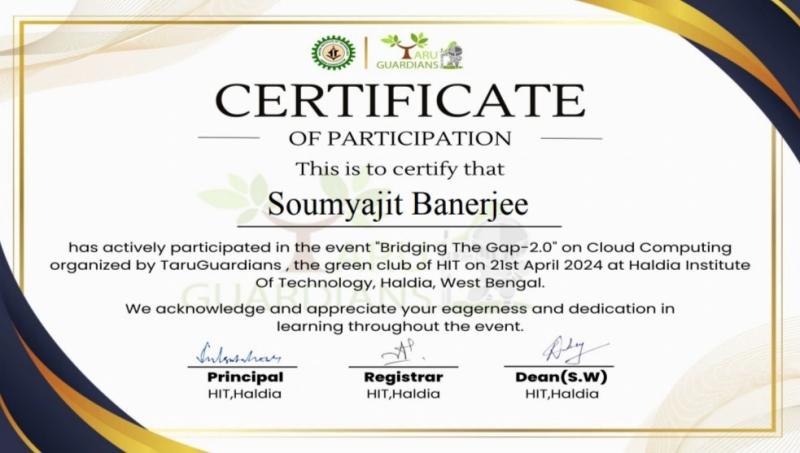 TARU
GUARDIANS
CERTIFICATE
OF PARTICIPATION
This is to certify that
Soumyajit Banerjee
has actively participated in the event "Bridging The Gap-2.0" on Cloud Computing
organized by TaruGuardians , the green club of HIT on 21st April 2024 at Haldia Institute
Of Technology, Haldia, West Bengal.
We acknowledge and appreciate your eagerness and dedication in
learning throughout the event.
Principal Registrar Dean(S.W)
HIT,Haldia HIT,Haldia HIT,Haldia